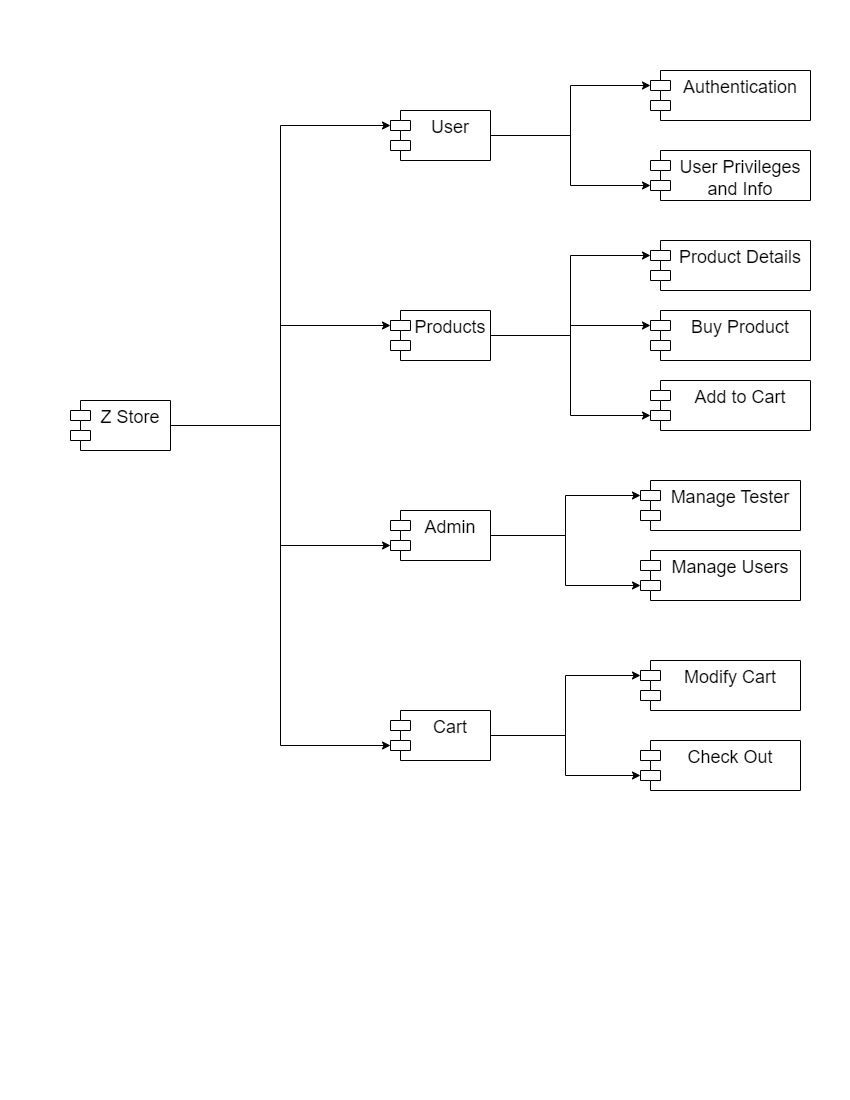 Authentication
User
User Privileges
and Info
Product Details
Products
Buy Product
Add to Cart
Z Store
Manage Tester
Admin
Manage Users
Modify Cart
Cart
Check Out